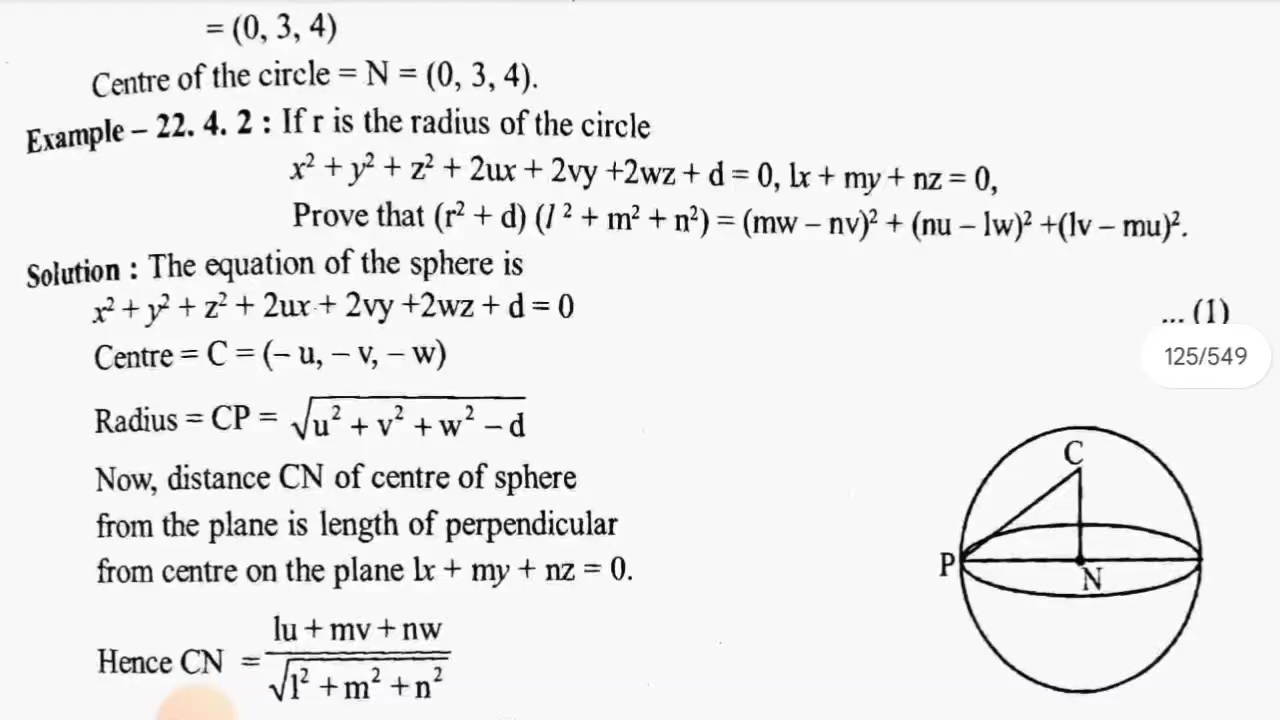 = (0, 3, 4)
Centre of the circle = N = (0, 3, 4).
Example – 22. 4. 2 : If r is the radius of the circle
x² + y² + z² + 2ux + 2vy +2wz + d = 0, lx + my + nz = 0,
Prove that (r² + d) (l ² + m² + n²) = (mw – nv)² + (nu – lw)² +(lv – mu)².
Solution : The equation of the sphere is
x² + y² + z² + 2ux + 2vy +2wz + d = 0 ... (1)
125/549
Centre = C = (– u, – v, – w)
Radius = CP = √u² + v² + w² – d
Now, distance CN of centre of sphere
from the plane is length of perpendicular
from centre on the plane lx + my + nz = 0.
Hence CN = lu + mv + nw / √l² + m² + n²
C
P
N